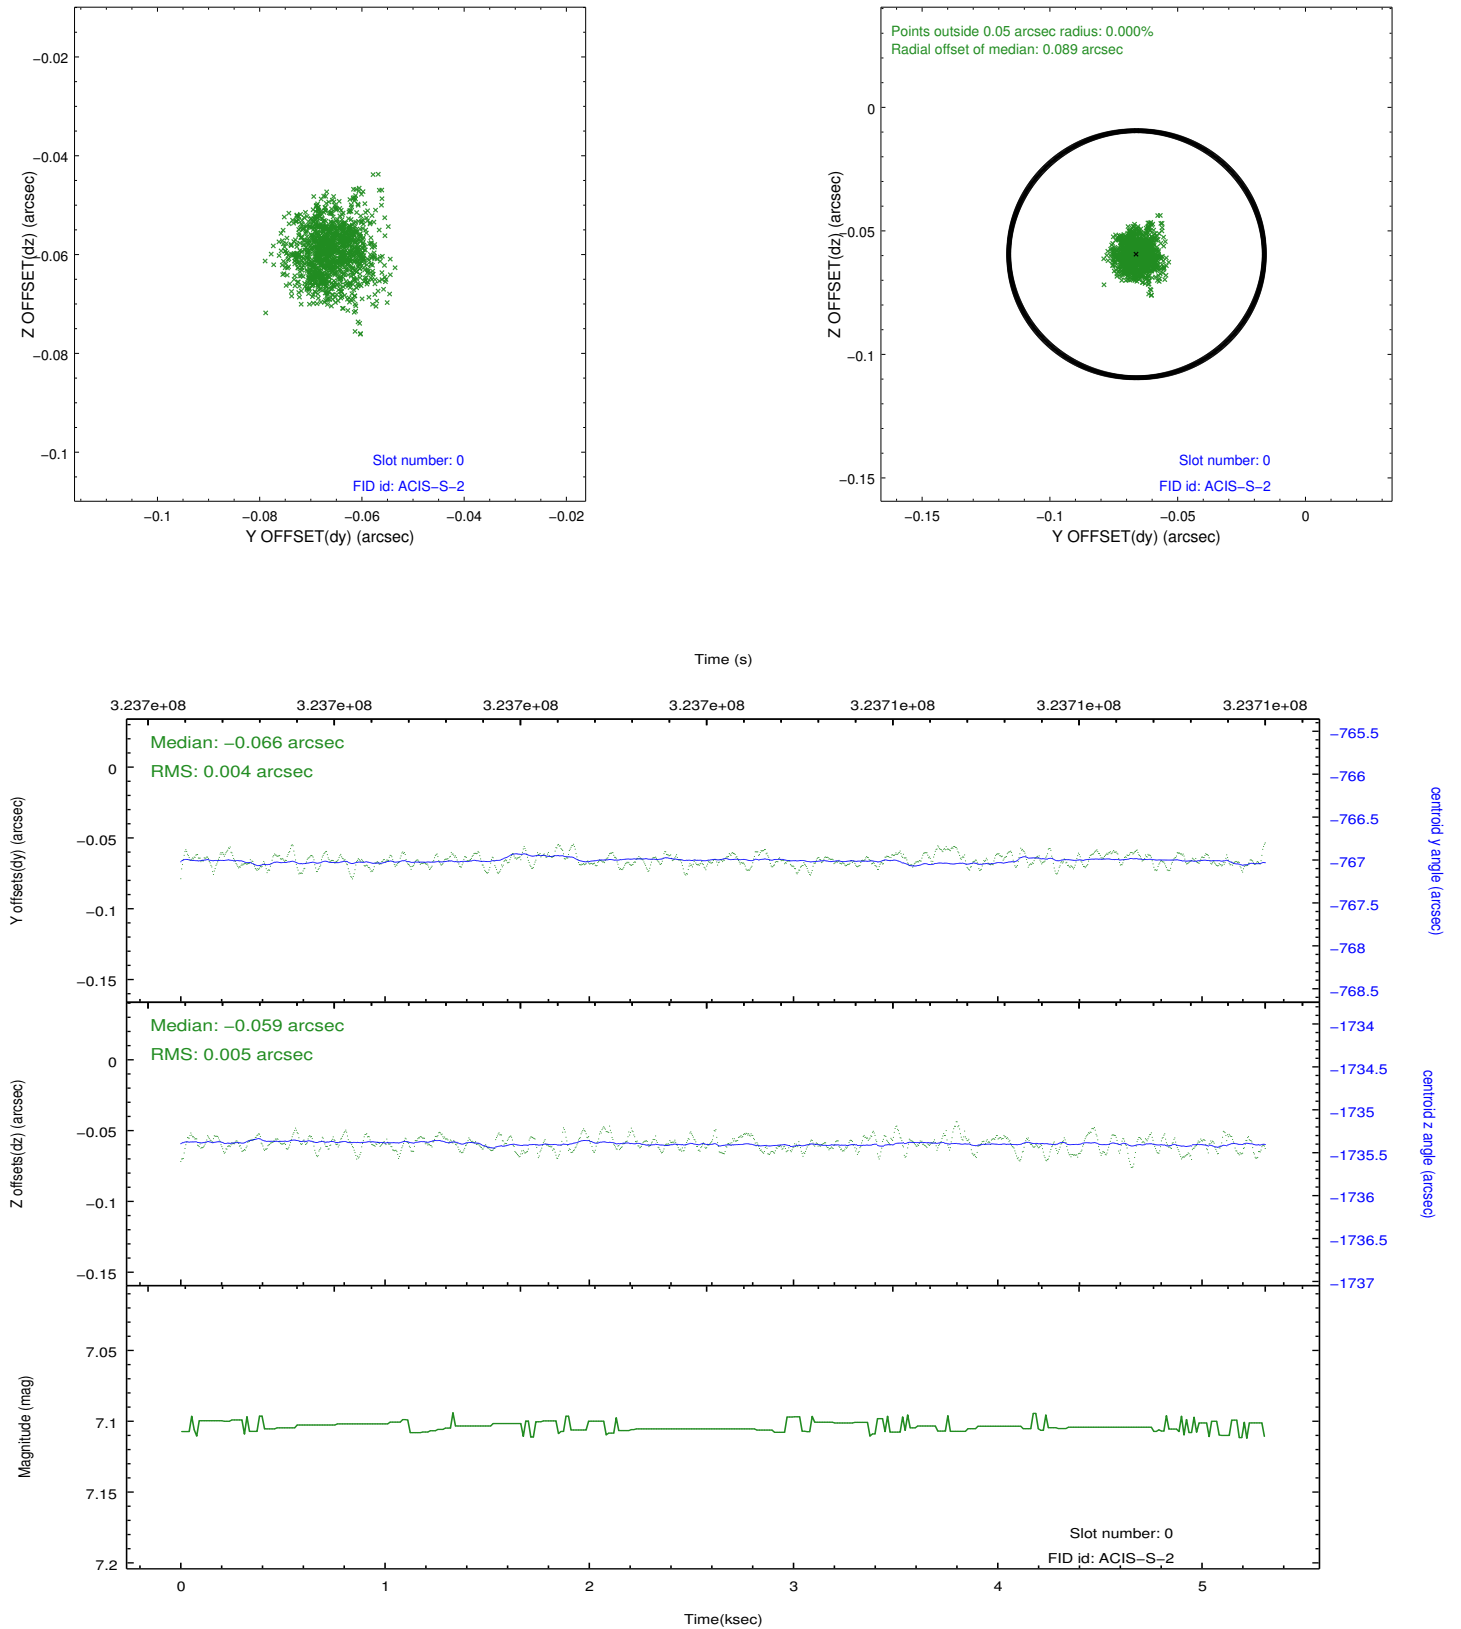 −0.02
−0.04
−0.06
−0.08
−0.1
Z OFFSET(dz) (arcsec)
Slot number: 0
FID id: ACIS−S−2
−0.1
−0.08
−0.06
−0.04
−0.02
Y OFFSET(dy) (arcsec)
Points outside 0.05 arcsec radius: 0.000%
Radial offset of median: 0.089 arcsec
0
−0.05
−0.1
−0.15
Z OFFSET(dz) (arcsec)
Slot number: 0
FID id: ACIS−S−2
−0.15
−0.1
−0.05
0
Y OFFSET(dy) (arcsec)
Time (s)
3.237e+08
3.237e+08
3.237e+08
3.237e+08
3.2371e+08
3.2371e+08
3.2371e+08
Median: −0.066 arcsec
RMS: 0.004 arcsec
0
−0.05
−0.1
−0.15
Y offsets(dy) (arcsec)
−765.5
−766
−766.5
−767
−767.5
−768
−768.5
centroid y angle (arcsec)
Median: −0.059 arcsec
RMS: 0.005 arcsec
0
−0.05
−0.1
−0.15
Z offsets(dz) (arcsec)
−1734
−1734.5
−1735
−1735.5
−1736
−1736.5
−1737
centroid z angle (arcsec)
7.05
7.1
7.15
7.2
Magnitude (mag)
Slot number: 0
FID id: ACIS−S−2
0
1
2
3
4
5
Time(ksec)